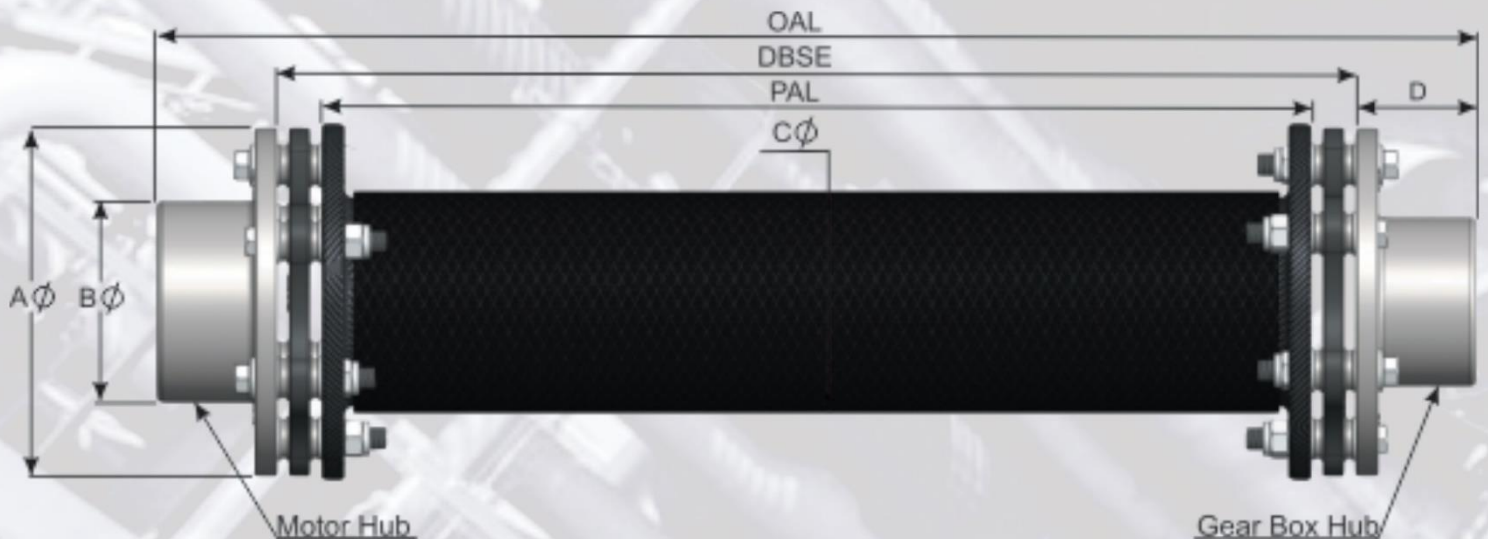 OAL
DBSE
PAL
D
CΦ
AΦ
BΦ
Motor Hub
Gear Box Hub